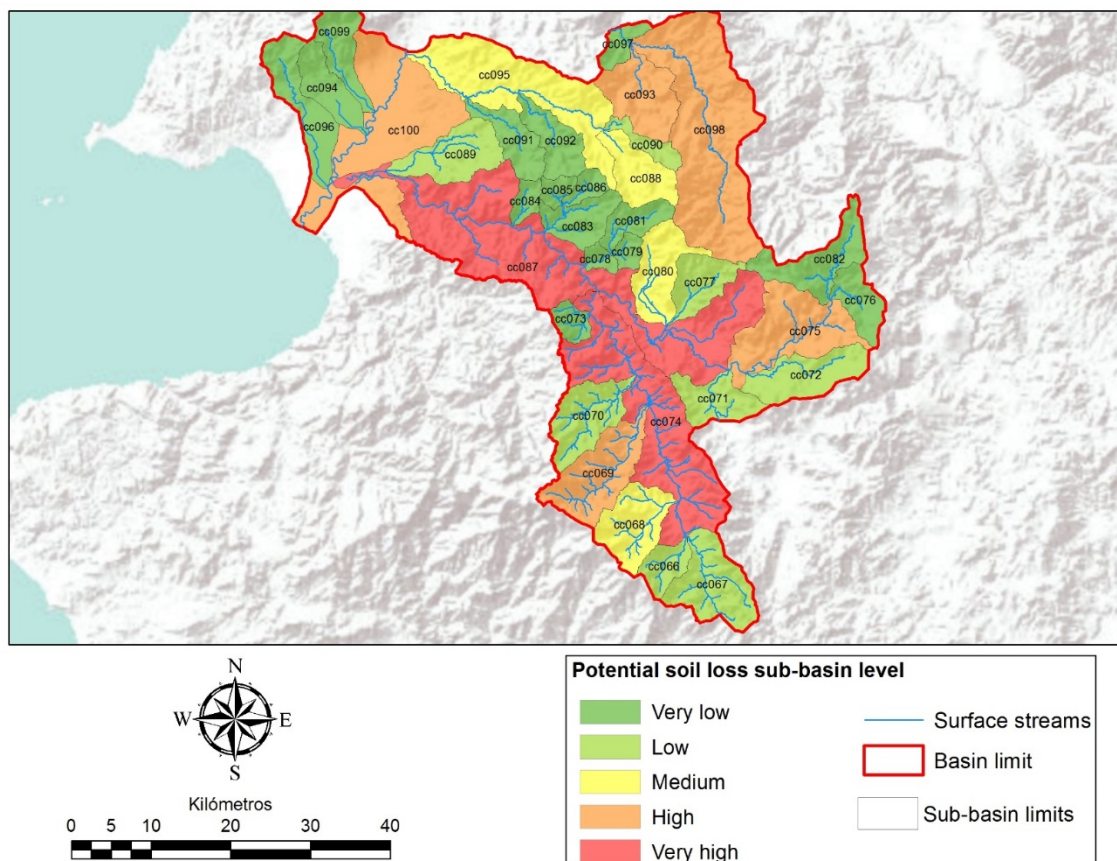 cc099
cc097
cc095
cc094
cc093
cc096
cc100
cc098
cc091
cc092
cc090
cc089
cc088
cc085
cc086
cc084
cc081
cc083
cc079
cc078
cc087
cc080
cc077
cc082
cc076
cc073
cc075
cc072
cc071
cc070
cc074
cc069
cc068
cc066
cc067
N
W
E
S
Kilómetros
0 5 10 20 30 40
Potential soil loss sub-basin level
Very low
Low
Medium
High
Very high
Surface streams
Basin limit
Sub-basin limits